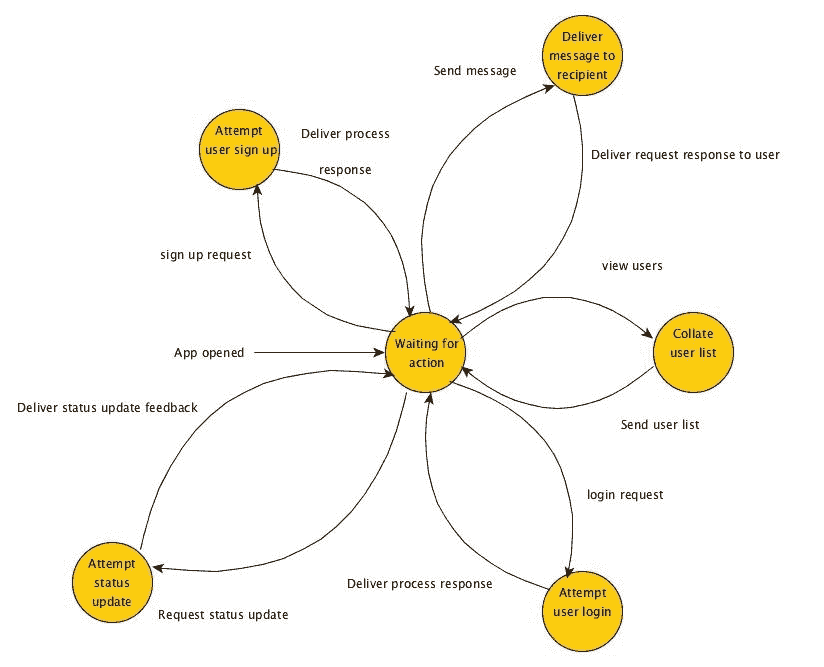 Deliver
message to
recipient
Send message
Attempt
user sign up
Deliver process
response
Deliver request response to user
sign up request
view users
App opened
Waiting for
action
Collate
user list
Deliver status update feedback
Send user list
login request
Attempt
status
update
Deliver process response
Attempt
user login
Request status update